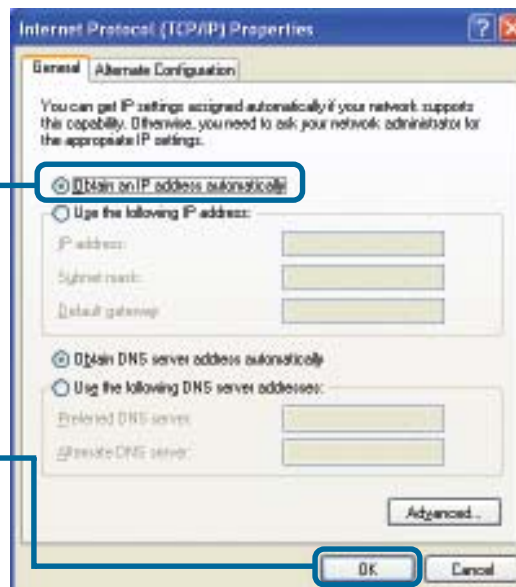 Internet Protocol (TCP/IP) Properties
General
Alternate Configuration
You can get IP settings assigned automatically if your network supports
this capability. Otherwise, you need to ask your network administrator for
the appropriate IP settings.
Obtain an IP address automatically
Use the following IP address:
IP address:
Subnet mask:
Default gateway:
Obtain DNS server address automatically
Use the following DNS server addresses:
Preferred DNS server:
Alternate DNS server:
Advanced...
OK
Cancel